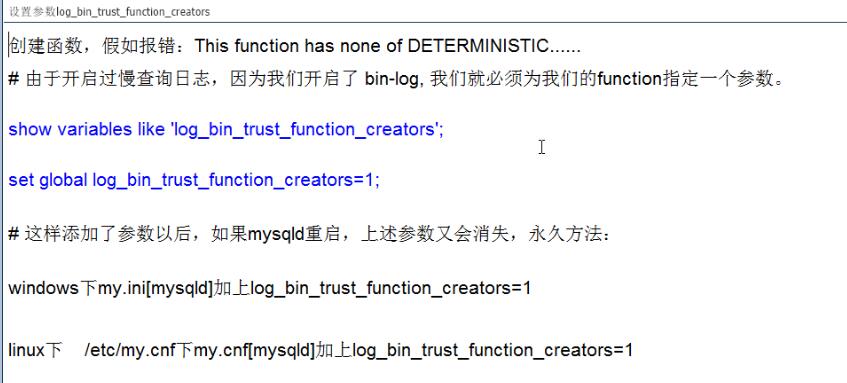 设置参数log_bin_trust_function_creators
创建函数，假如报错：This function has none of DETERMINISTIC......
# 由于开启过慢查询日志，因为我们开启了 bin-log, 我们就必须为我们的function指定一个参数。
show variables like 'log_bin_trust_function_creators';
set global log_bin_trust_function_creators=1;
# 这样添加了参数以后，如果mysqld重启，上述参数又会消失，永久方法：
windows下my.ini[mysqld]加上log_bin_trust_function_creators=1
linux下    /etc/my.cnf下my.cnf[mysqld]加上log_bin_trust_function_creators=1